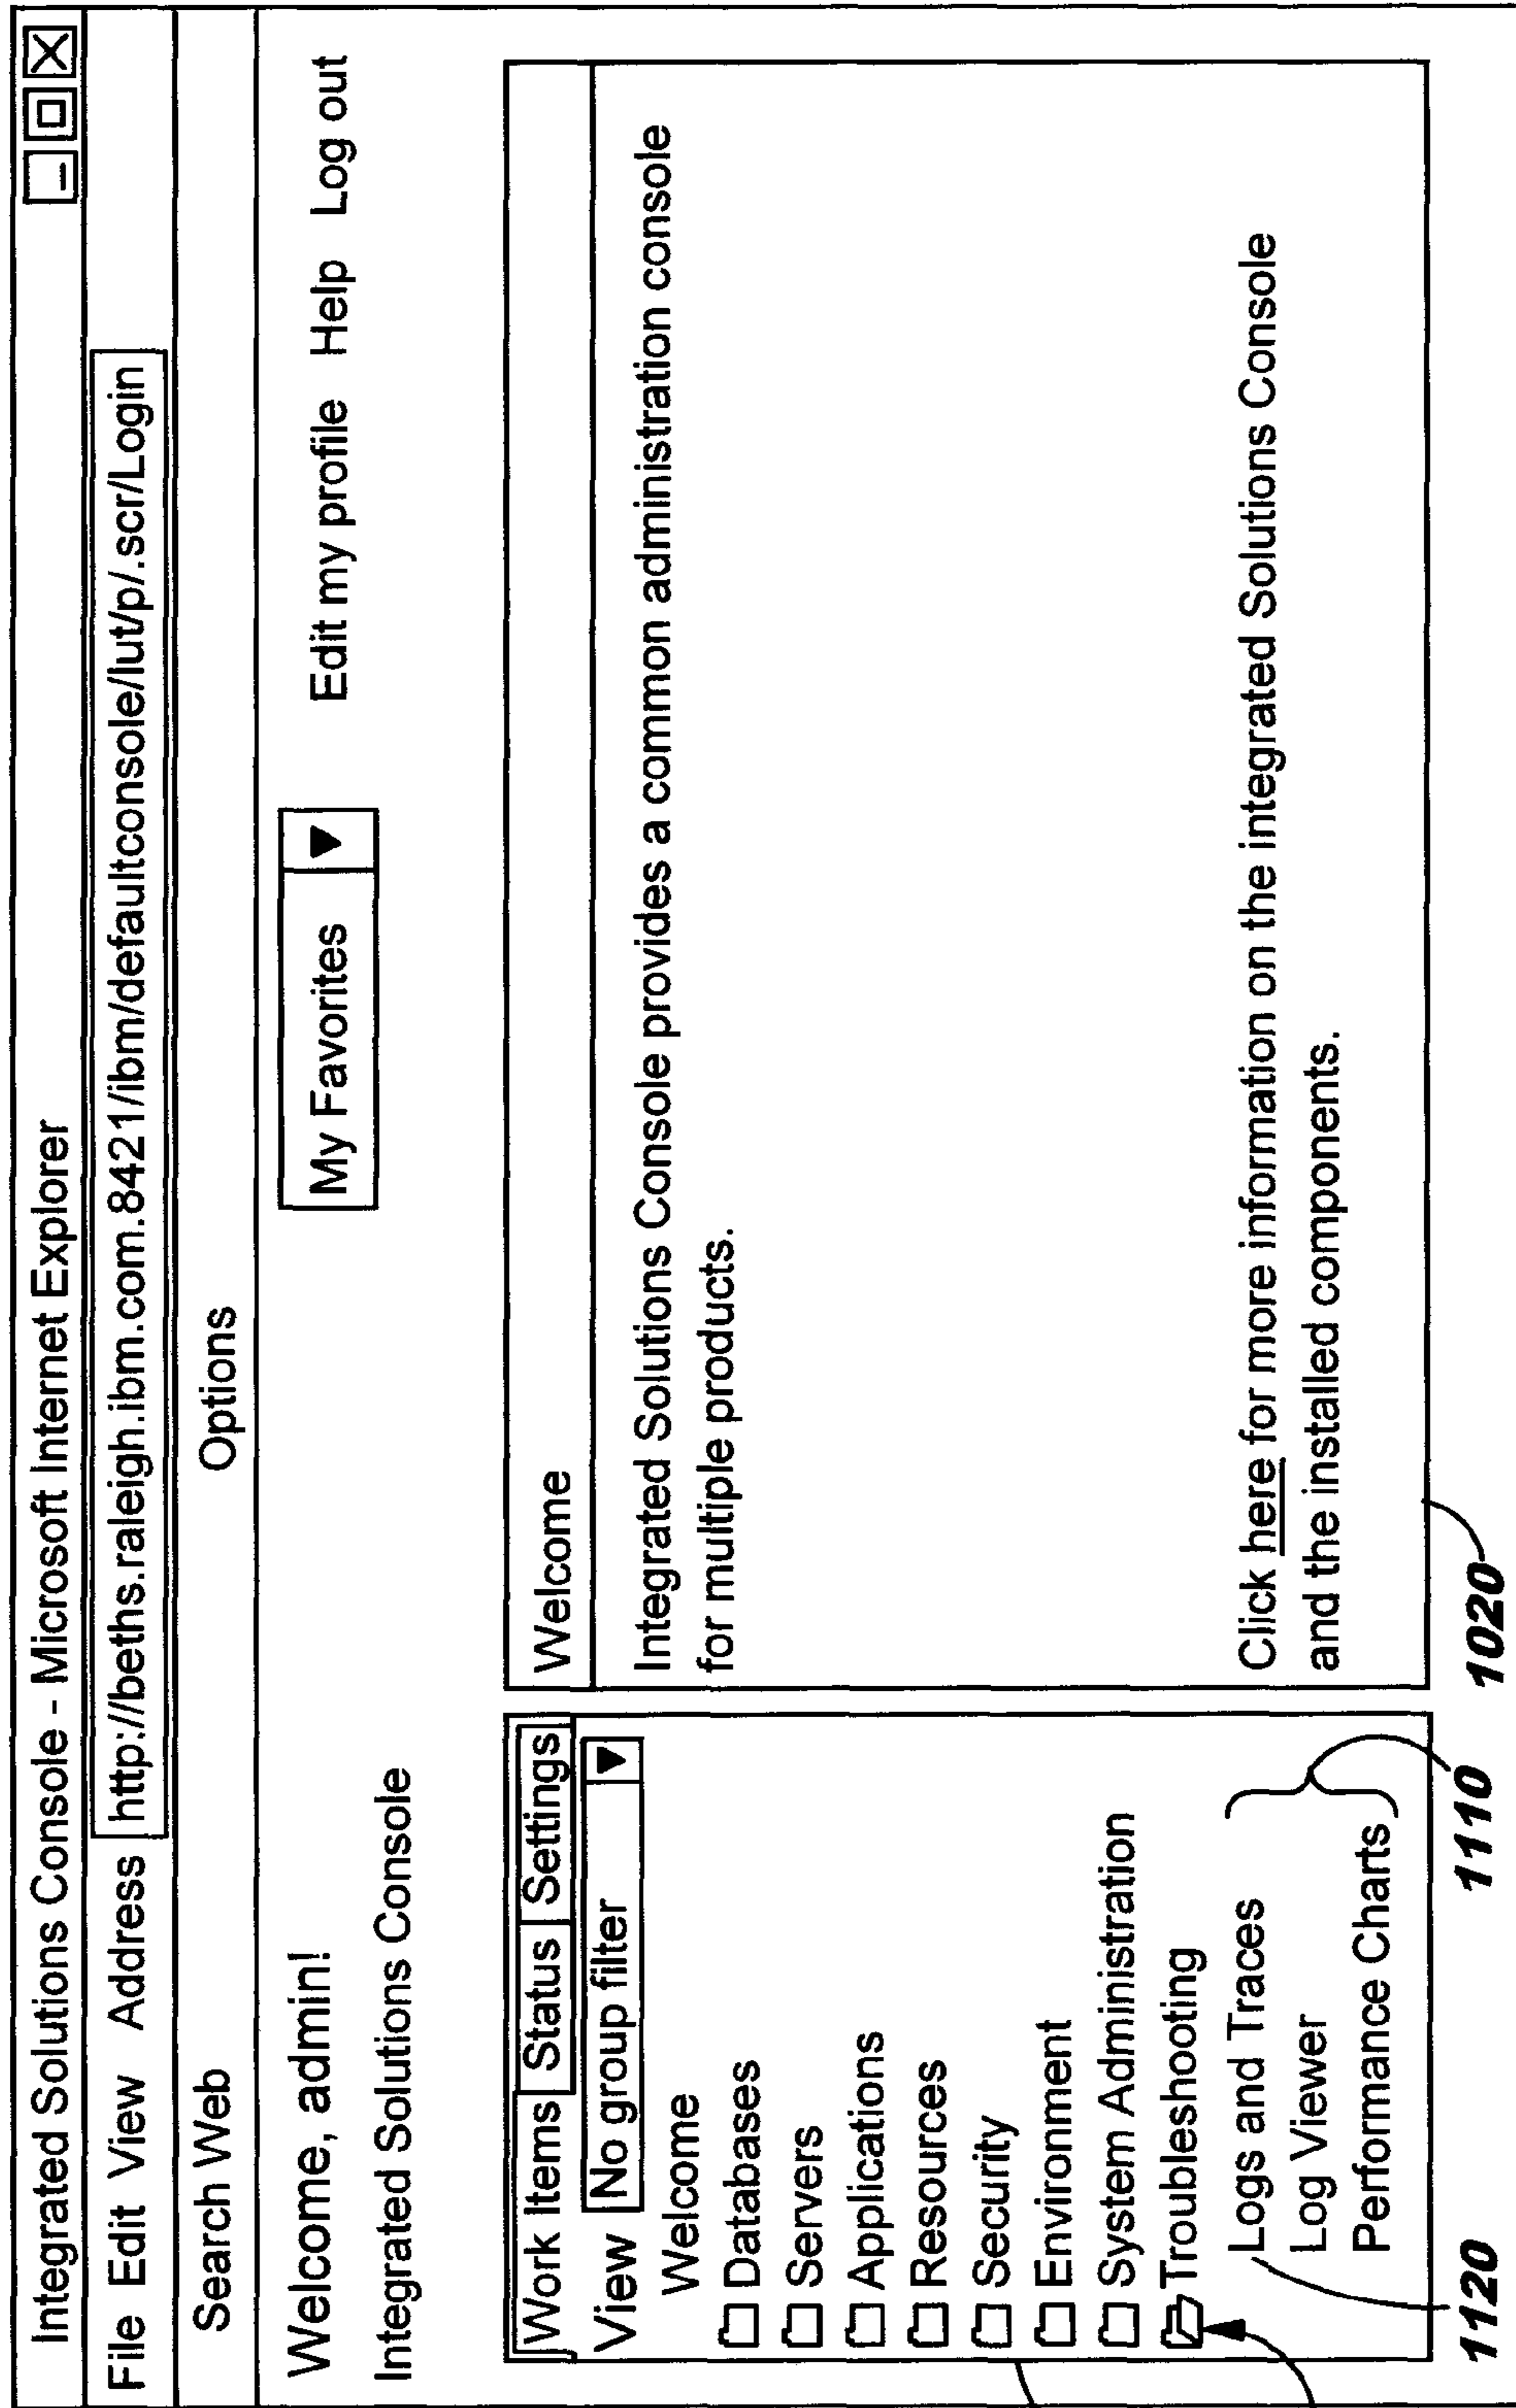 Integrated Solutions Console - Microsoft Internet Explorer
File Edit View Address http://beths.raleigh.ibm.com.8421/ibm/defaultconsole/lut/p/.scr/Login
Search Web Options
Welcome, admin! My Favorites Edit my profile Help Log out
Integrated Solutions Console
Work Items Status Settings
View No group filter
Welcome
Databases
Servers
Applications
Resources
Security
Environment
System Administration
Troubleshooting
Logs and Traces
Log Viewer
Performance Charts
Welcome
Integrated Solutions Console provides a common administration console
for multiple products.
Click here for more information on the integrated Solutions Console
and the installed components.
1120 1110 1020